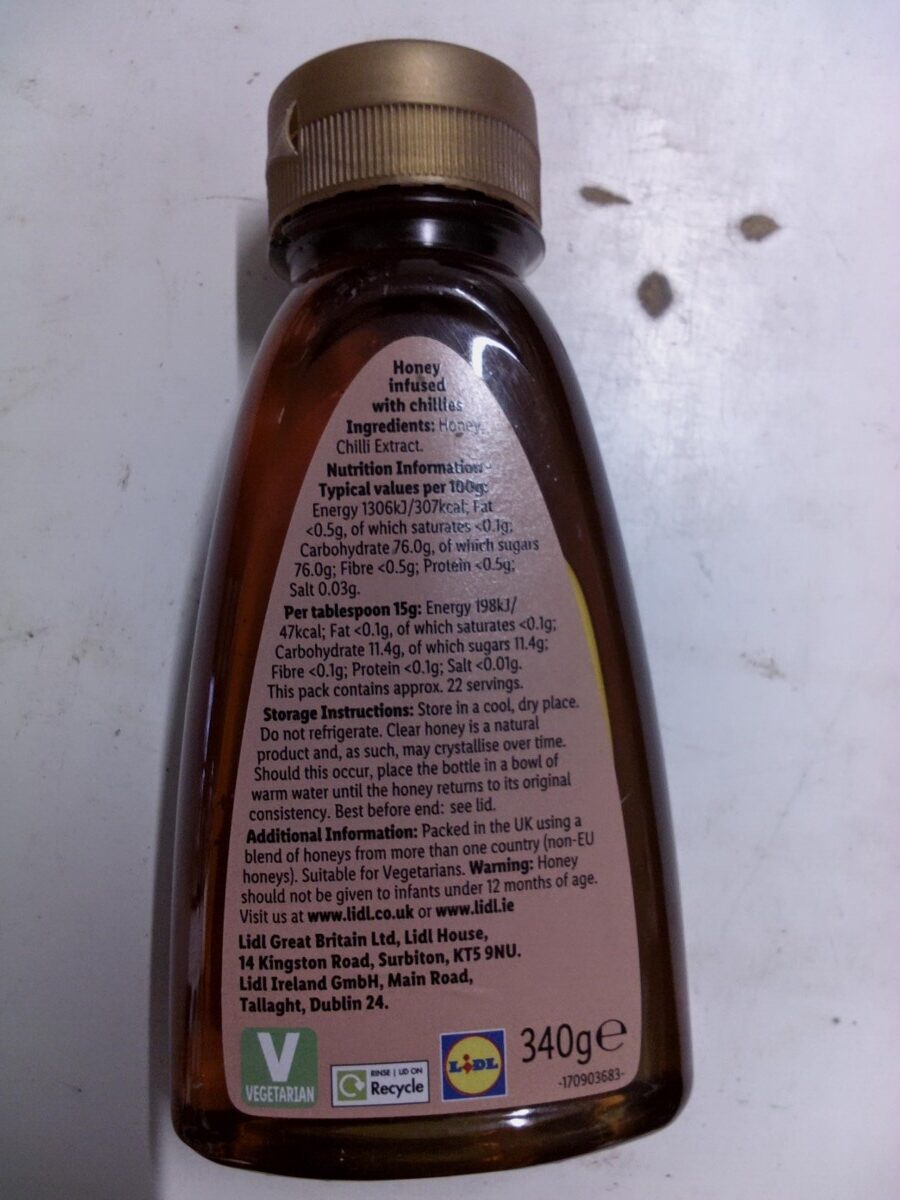 Honey
infused
with chillies
Ingredients: Honey,
Chilli Extract.
Nutrition Information -
Typical values per 100g:
Energy 1306kJ/307kcal; Fat
<0.5g, of which saturates <0.1g;
Carbohydrate 76.0g, of which sugars
76.0g; Fibre <0.5g; Protein <0.5g;
Salt 0.03g.
Per tablespoon 15g: Energy 198kJ/
47kcal; Fat <0.1g, of which saturates <0.1g;
Carbohydrate 11.4g, of which sugars 11.4g;
Fibre <0.1g; Protein <0.1g; Salt <0.01g.
This pack contains approx. 22 servings.
Storage Instructions: Store in a cool, dry place.
Do not refrigerate. Clear honey is a natural
product and, as such, may crystallise over time.
Should this occur, place the bottle in a bowl of
warm water until the honey returns to its original
consistency. Best before end: see lid.
Additional Information: Packed in the UK using a
blend of honeys from more than one country (non-EU
honeys). Suitable for Vegetarians. Warning: Honey
should not be given to infants under 12 months of age.
Visit us at www.lidl.co.uk or www.lidl.ie
Lidl Great Britain Ltd, Lidl House,
14 Kingston Road, Surbiton, KT5 9NU.
Lidl Ireland GmbH, Main Road,
Tallaght, Dublin 24.
V
VEGETARIAN
RINSE | LID ON
Recycle
LIDL
340g℮
-170903683-